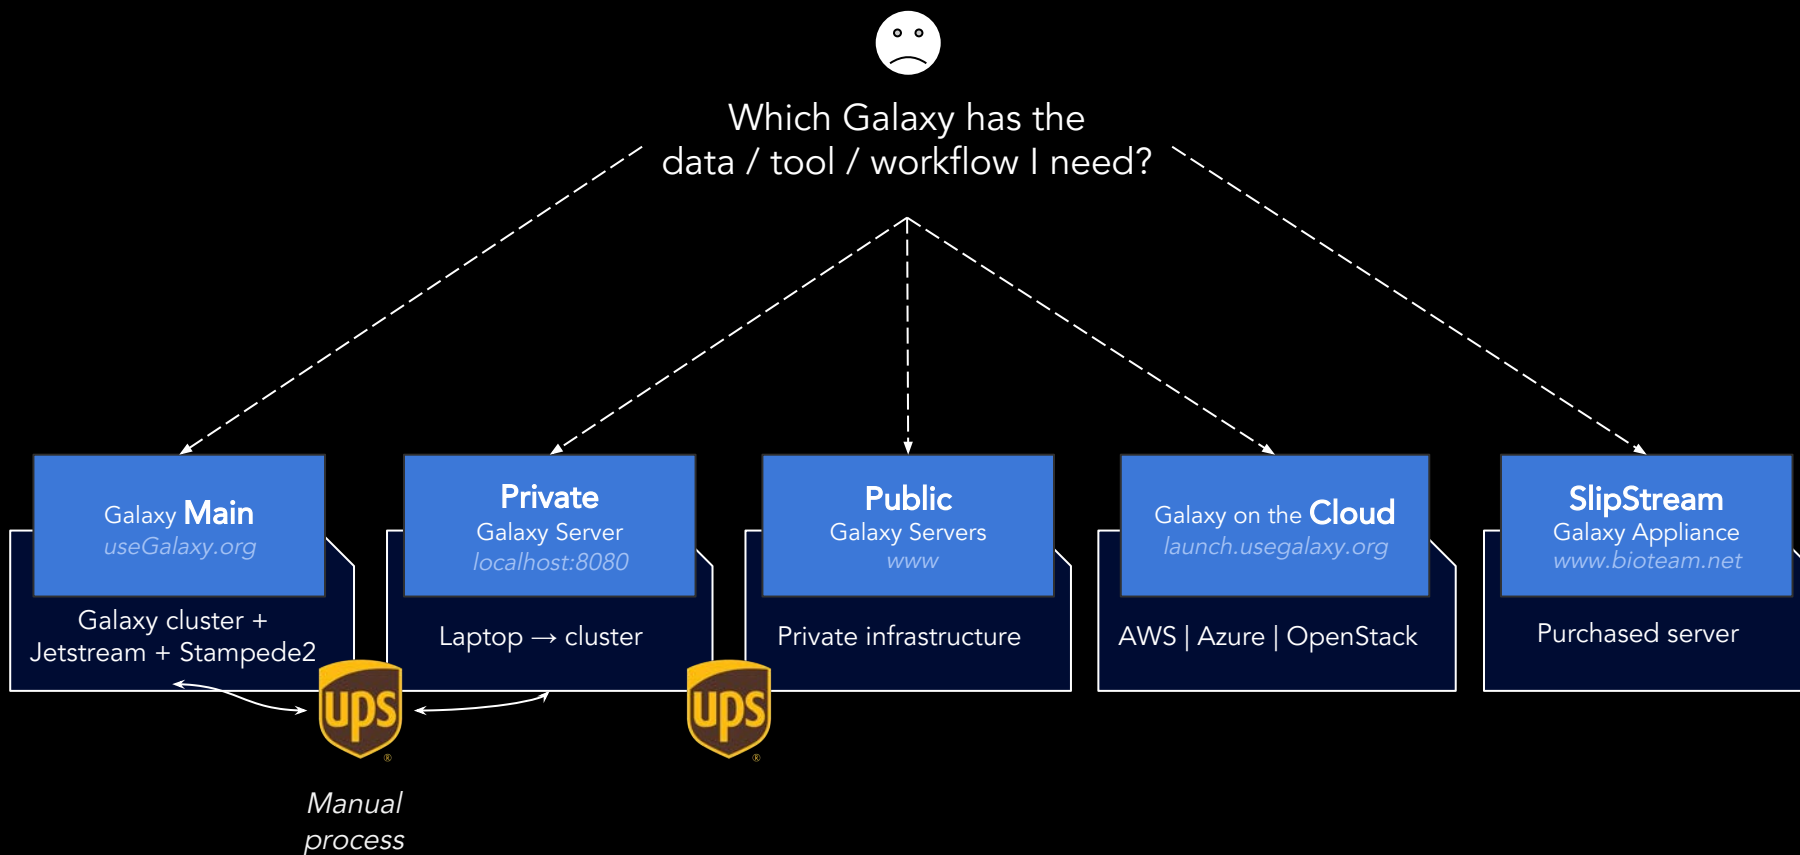 Which Galaxy has the
data / tool / workflow I need?
Galaxy Main
useGalaxy.org
Galaxy cluster +
Jetstream + Stampede2
Private
Galaxy Server
localhost:8080
Laptop → cluster
Public
Galaxy Servers
www
Private infrastructure
Galaxy on the Cloud
launch.usegalaxy.org
AWS | Azure | OpenStack
SlipStream
Galaxy Appliance
www.bioteam.net
Purchased server
ups
®
ups
®
Manual
process